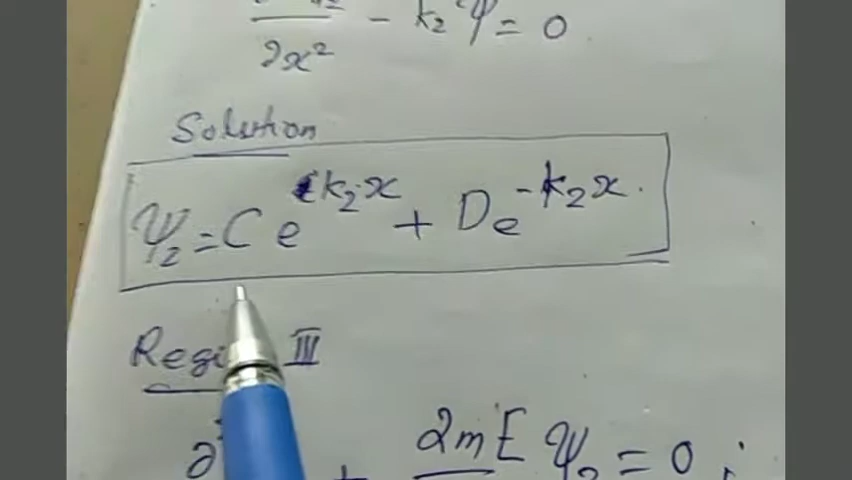 ∂x² - k₂²ψ = 0
Solution
ψ₂ = C e^{k₂x} + D e^{-k₂x}.
Region III
2mE ψ₃ = 0 ;